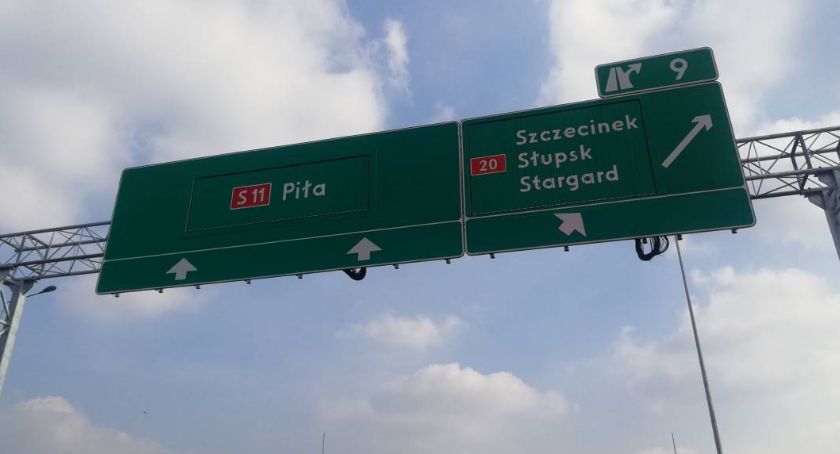 S11 Piła
9
Szczecinek
20 Słupsk
Stargard